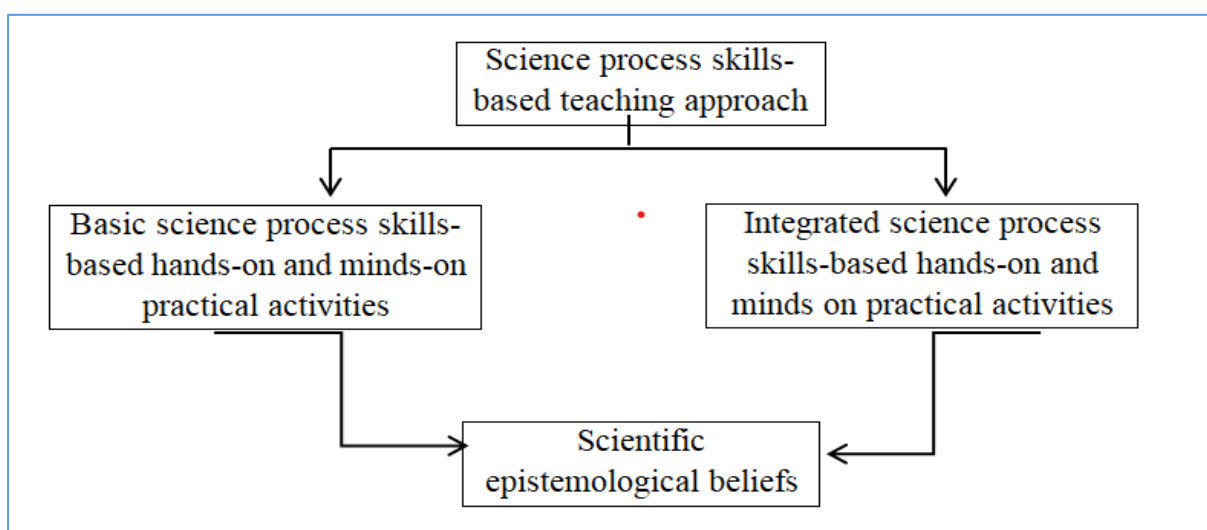 Science process skills-
based teaching approach
Basic science process skills-
based hands-on and minds-on
practical activities
Integrated science process
skills-based hands-on and
minds on practical activities
Scientific
epistemological beliefs